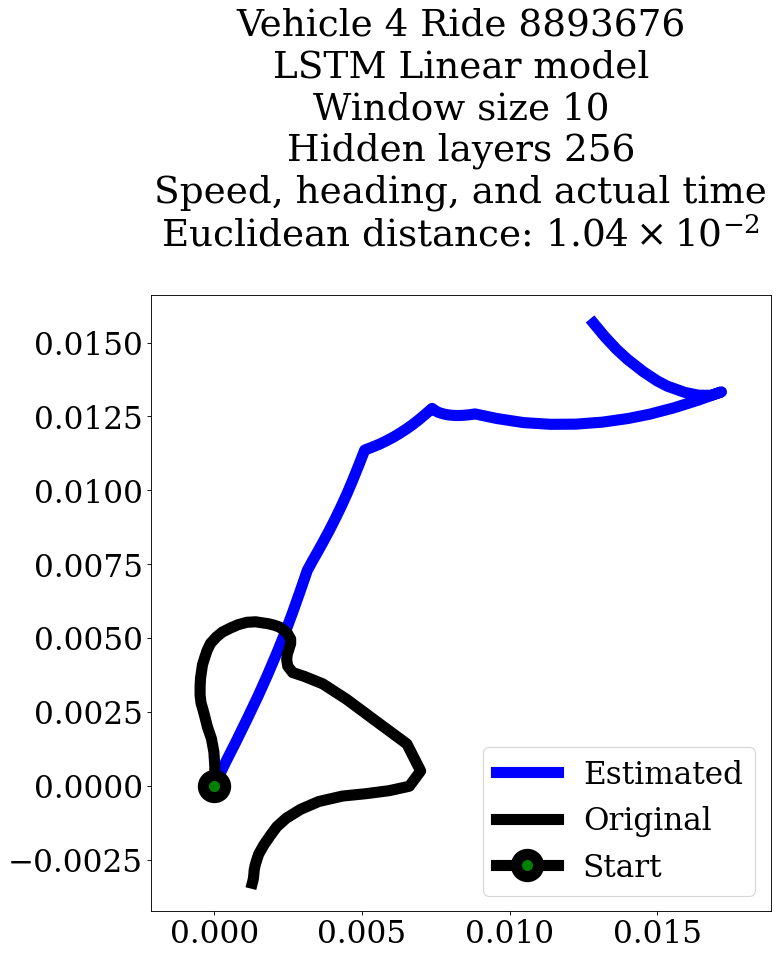 Vehicle 4 Ride 8893676
LSTM Linear model
Window size 10
Hidden layers 256
Speed, heading, and actual time
Euclidean distance: 1.04 × 10⁻²
0.0150
0.0125
0.0100
0.0075
0.0050
0.0025
0.0000
−0.0025
Estimated
Original
Start
0.000 0.005 0.010 0.015